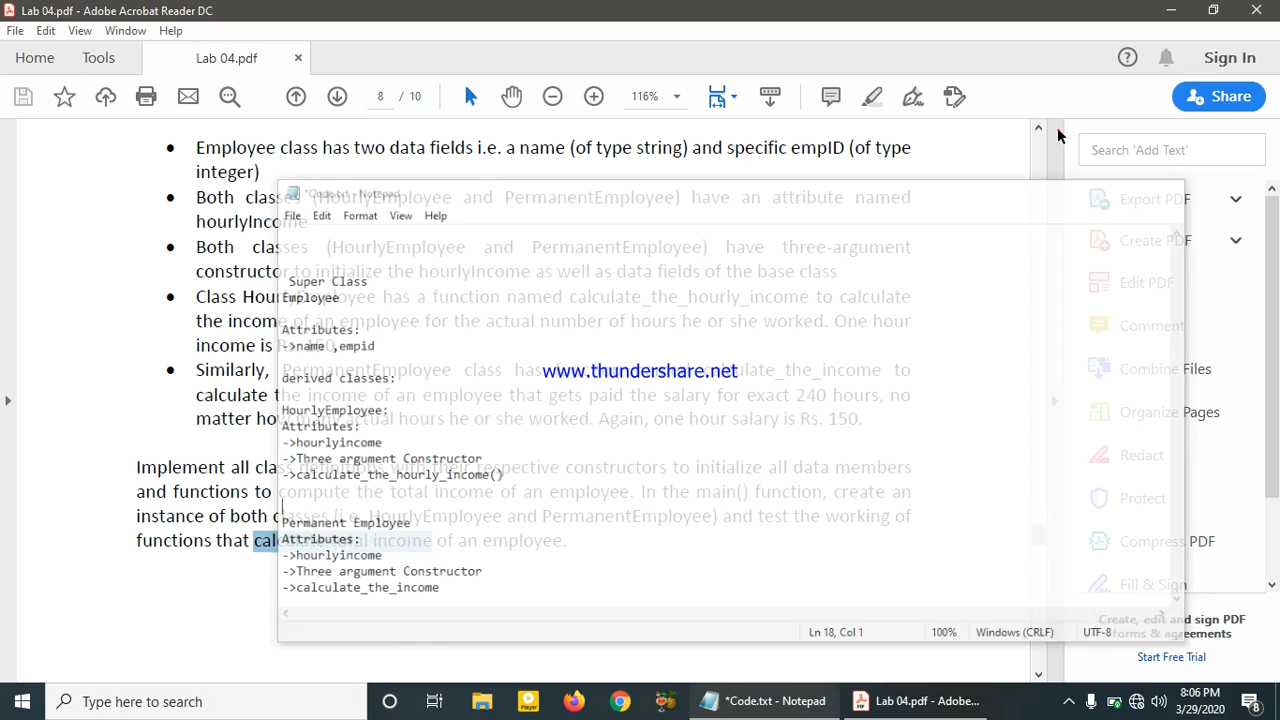 Lab 04.pdf - Adobe Acrobat Reader DC
File Edit View Window Help
Home Tools Lab 04.pdf × Sign In
8 / 10 116% Share
Employee class has two data fields i.e. a name (of type string) and specific empID (of type
integer)
Both classes (HourlyEmployee and PermanentEmployee) have an attribute named
hourlyIncome
Both classes (HourlyEmployee and PermanentEmployee) have three-argument
constructor to initialize the hourlyIncome as well as data fields of the base class
Class HourlyEmployee has a function named calculate_the_hourly_income to calculate
the income of an employee for the actual number of hours he or she worked. One hour
income is Rs. 150
Similarly, PermanentEmployee class has calculate_the_income to
calculate the income of an employee that gets paid the salary for exact 240 hours, no
matter how many actual hours he or she worked. Again, one hour salary is Rs. 150.
Implement all class definitions with their respective constructors to initialize all data members
and functions to compute the total income of an employee. In the main() function, create an
instance of both classes (i.e. HourlyEmployee and PermanentEmployee) and test the working of
functions that calculate total income of an employee.
*Code.txt - Notepad
File Edit Format View Help
Super Class
Employee
Attributes:
->name ,empid
derived classes:
HourlyEmployee:
Attributes:
->hourlyincome
->Three argument Constructor
->calculate_the_hourly_income()
Permanent Employee
Attributes:
->hourlyincome
->Three argument Constructor
->calculate_the_income
Ln 18, Col 1 100% Windows (CRLF) UTF-8
www.thundershare.net
Search 'Add Text'
Export PDF
Create PDF
Edit PDF
Comment
Combine Files
Organize Pages
Redact
Protect
Compress PDF
Fill & Sign
Create, edit and sign PDF
forms & agreements
Start Free Trial
Type here to search
Player
*Code.txt - Notepad
Lab 04.pdf - Adobe...
8:06 PM
3/29/2020
8